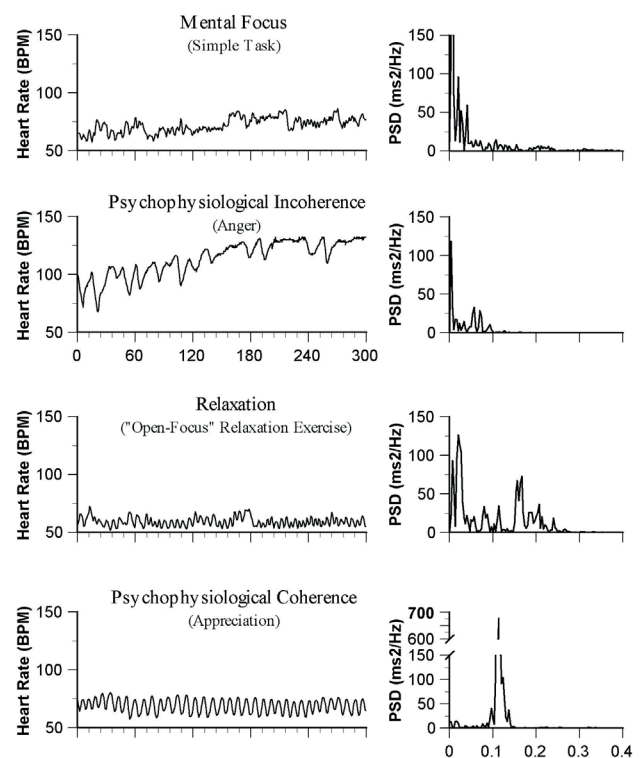 Mental Focus
(Simple Task)
Heart Rate (BPM)
150
100
50
PSD (ms2/Hz)
150
100
50
0
Psychophysiological Incoherence
(Anger)
Heart Rate (BPM)
150
100
50
0 60 120 180 240 300
PSD (ms2/Hz)
150
100
50
0
Relaxation
("Open-Focus" Relaxation Exercise)
Heart Rate (BPM)
150
100
50
PSD (ms2/Hz)
150
100
50
0
Psychophysiological Coherence
(Appreciation)
Heart Rate (BPM)
150
100
50
PSD (ms2/Hz)
700
600
150
100
50
0
0 0.1 0.2 0.3 0.4